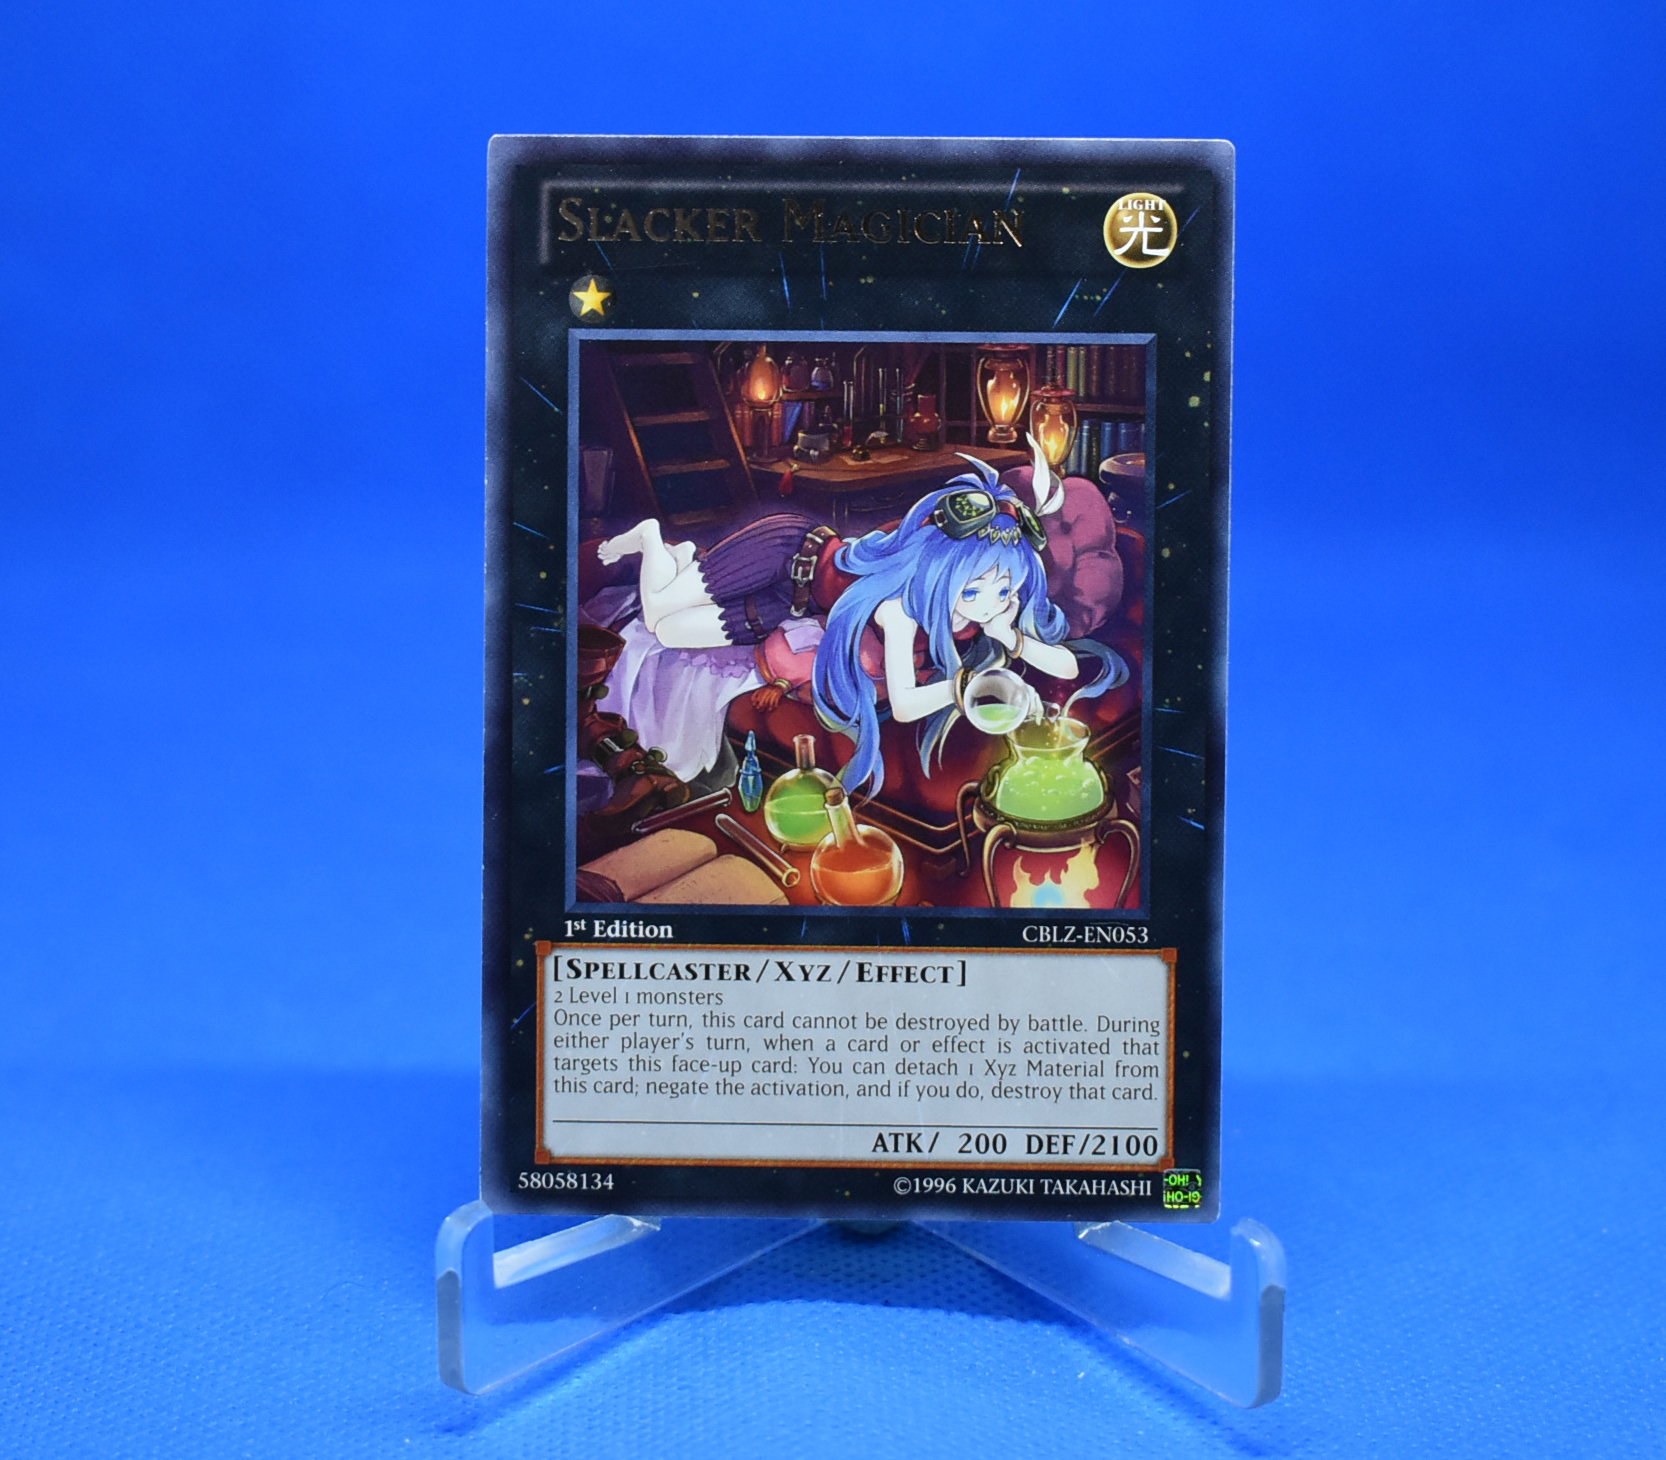 SLACKER MAGICIAN
LIGHT
光
1st Edition
CBLZ-EN053
[SPELLCASTER/XYZ/EFFECT]
2 Level 1 monsters
Once per turn, this card cannot be destroyed by battle. During
either player's turn, when a card or effect is activated that
targets this face-up card: You can detach 1 Xyz Material from
this card; negate the activation, and if you do, destroy that card.
ATK/ 200 DEF/2100
58058134
©1996 KAZUKI TAKAHASHI